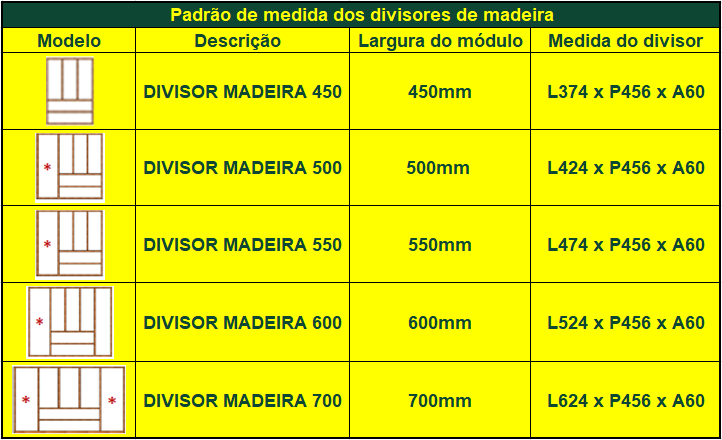 Padrão de medida dos divisores de madeira
Modelo Descrição Largura do módulo Medida do divisor
DIVISOR MADEIRA 450 450mm L374 x P456 x A60
* DIVISOR MADEIRA 500 500mm L424 x P456 x A60
* DIVISOR MADEIRA 550 550mm L474 x P456 x A60
* DIVISOR MADEIRA 600 600mm L524 x P456 x A60
* * DIVISOR MADEIRA 700 700mm L624 x P456 x A60